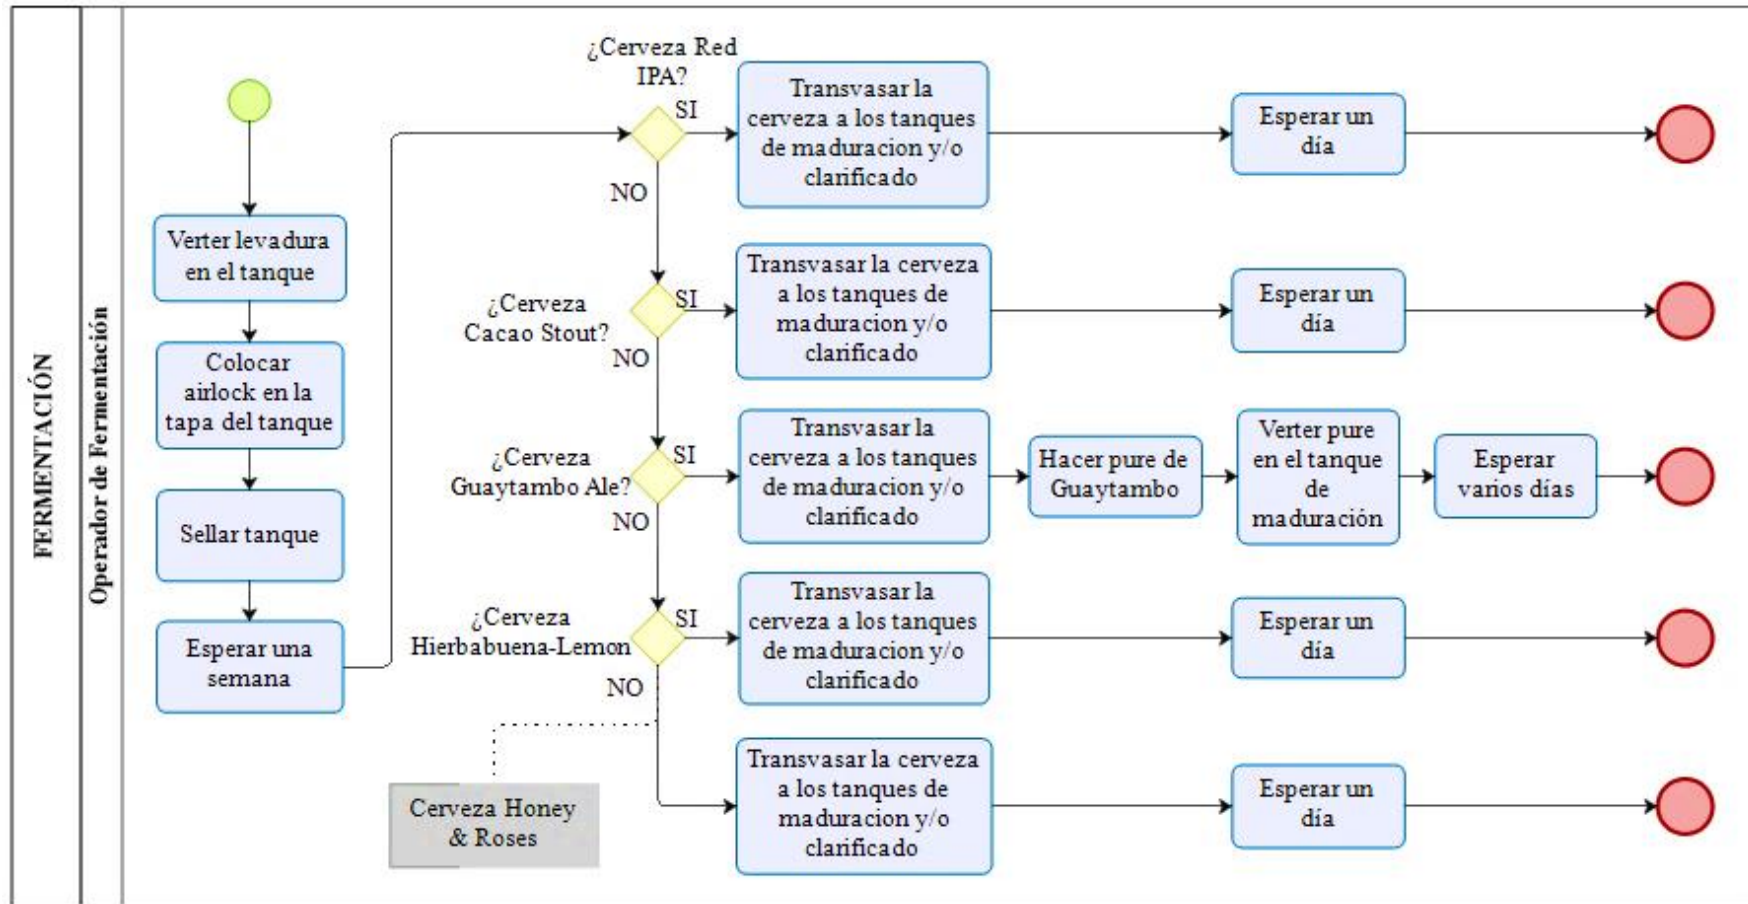 FERMENTACIÓN
Operador de Fermentación
Verter levadura
en el tanque
Colocar
airlock en la
tapa del tanque
Sellar tanque
Esperar una
semana
¿Cerveza Red
IPA?
SI
NO
Transvasar la
cerveza a los tanques
de maduracion y/o
clarificado
Esperar un
día
¿Cerveza
Cacao Stout?
SI
NO
Transvasar la cerveza
a los tanques de
maduracion y/o
clarificado
Esperar un
día
¿Cerveza
Guaytambo Ale?
SI
NO
Transvasar la
cerveza a los tanques
de maduracion y/o
clarificado
Hacer pure de
Guaytambo
Verter pure
en el tanque
de
maduración
Esperar
varios días
¿Cerveza
Hierbabuena-Lemon
SI
NO
Transvasar la
cerveza a los tanques
de maduracion y/o
clarificado
Esperar un
día
Cerveza Honey
& Roses
Transvasar la cerveza
a los tanques de
maduracion y/o
clarificado
Esperar un
día